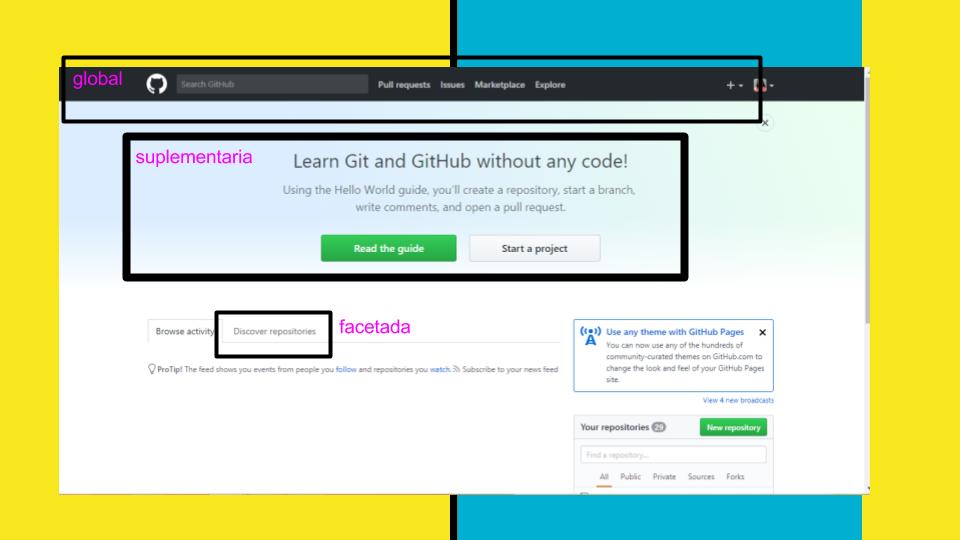 global
Search GitHub
Pull requests Issues Marketplace Explore
suplementaria
Learn Git and GitHub without any code!
Using the Hello World guide, you'll create a repository, start a branch,
write comments, and open a pull request.
Read the guide
Start a project
Browse activity
Discover repositories
facetada
ProTip! The feed shows you events from people you follow and repositories you watch. Subscribe to your news feed
Use any theme with GitHub Pages
You can now use any of the hundreds of
community-curated themes on GitHub.com to
change the look and feel of your GitHub Pages
site.
View 4 new broadcasts
Your repositories 29
New repository
Find a repository...
All Public Private Sources Forks